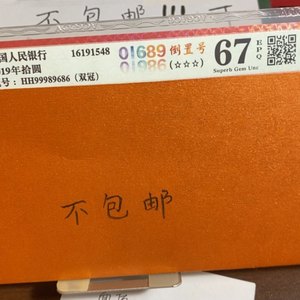 不包邮
国人民银行 16191548
019年拾圆
号: HH99989686 (双冠)
01689 倒置号
01986 (☆☆☆)
67 EPQ
Superb Gem Unc
不包邮